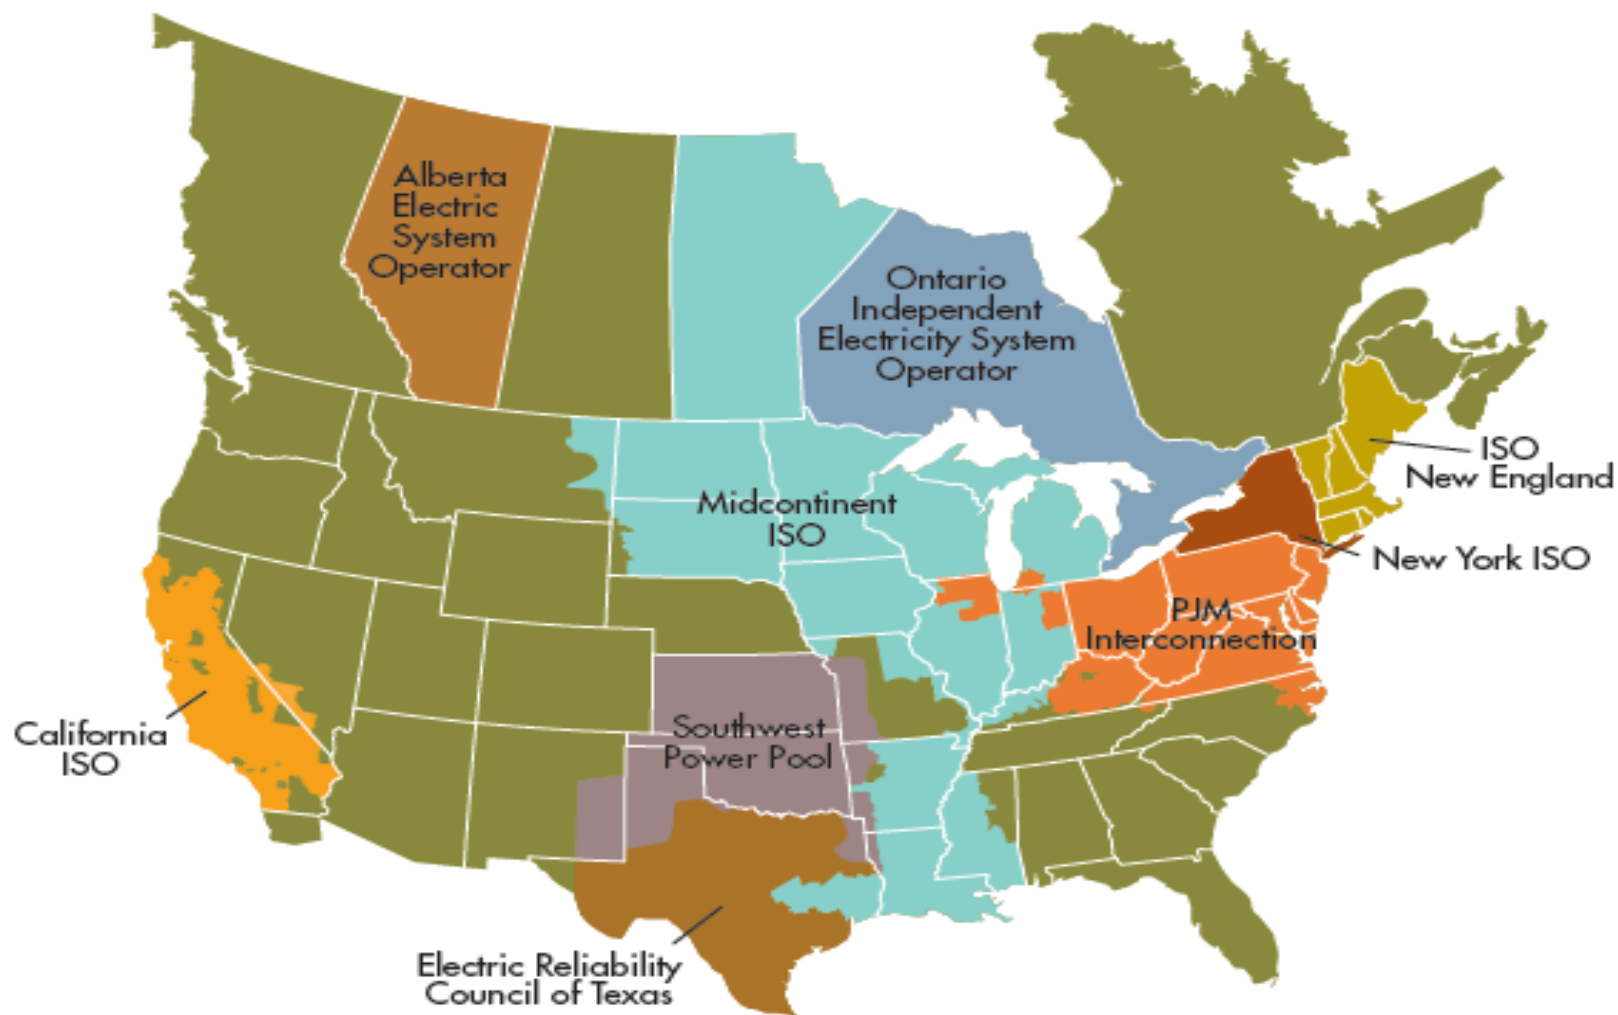 Alberta
Electric
System
Operator
Ontario
Independent
Electricity System
Operator
ISO
New England
Midcontinent
ISO
New York ISO
PJM
Interconnection
California
ISO
Southwest
Power Pool
Electric Reliability
Council of Texas